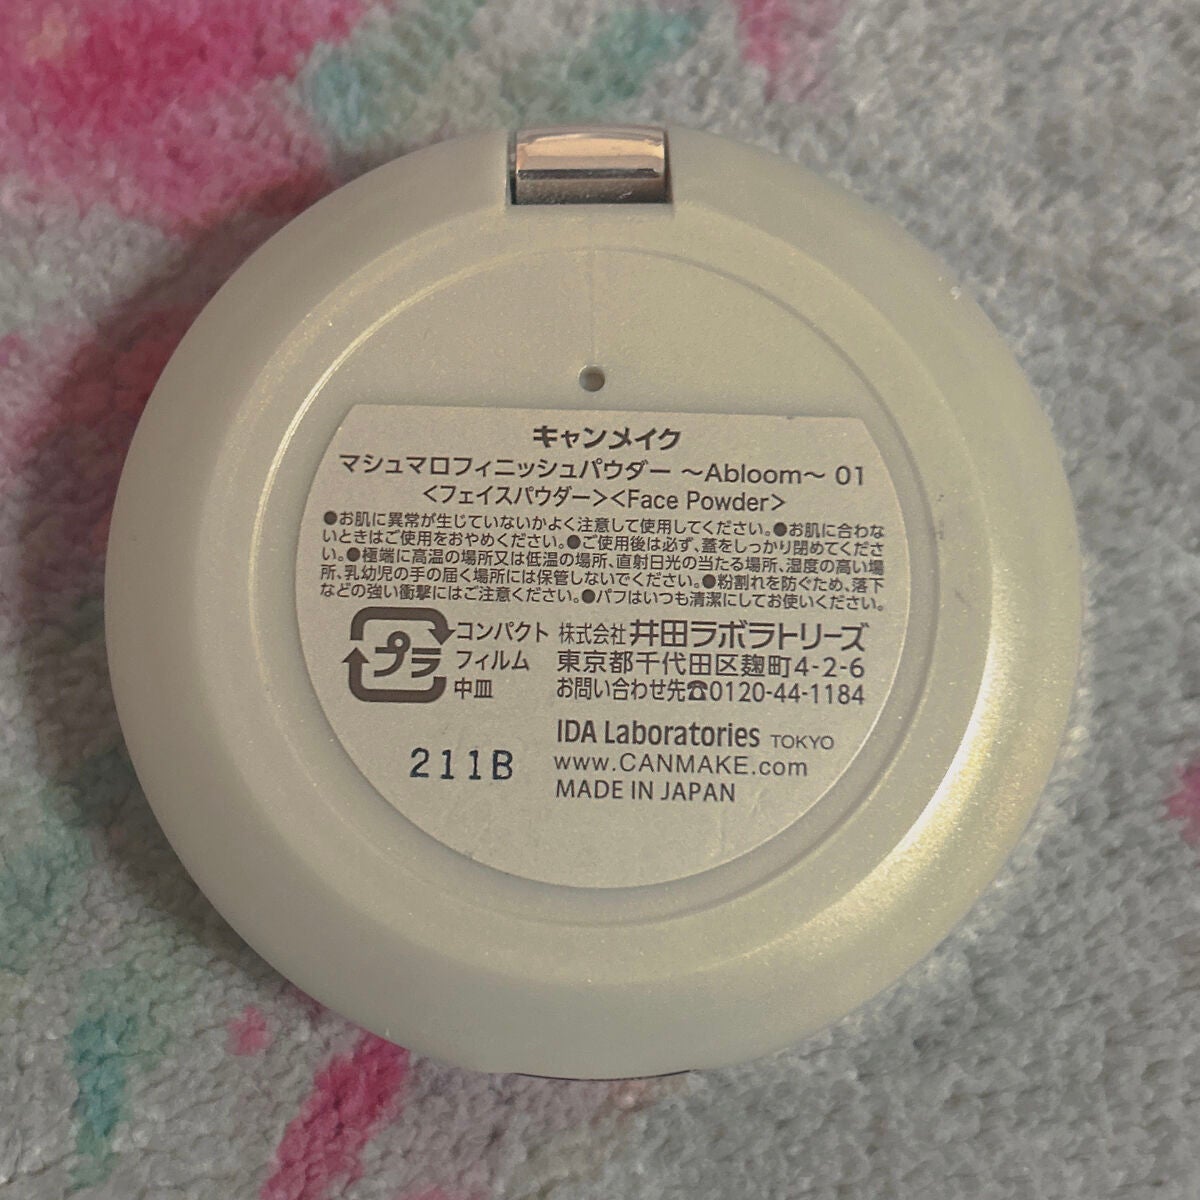 キャンメイク
マシュマロフィニッシュパウダー ～Abloom～ 01
<フェイスパウダー><Face Powder>
●お肌に異常が生じていないかよく注意して使用してください。●お肌に合わな
いときはご使用をおやめください。●ご使用後は必ず、蓋をしっかり閉めてくださ
い。●極端に高温の場所又は低温の場所、直射日光の当たる場所、湿度の高い場
所、乳幼児の手の届く場所には保管しないでください。●粉割れを防ぐため、落下
などの強い衝撃にはご注意ください。●パフはいつも清潔にしてお使いください。
プラ
コンパクト
フィルム
中皿
株式会社 井田ラボラトリーズ
東京都千代田区麹町4-2-6
お問い合わせ先☎0120-44-1184
IDA Laboratories TOKYO
www.CANMAKE.com
MADE IN JAPAN
211B